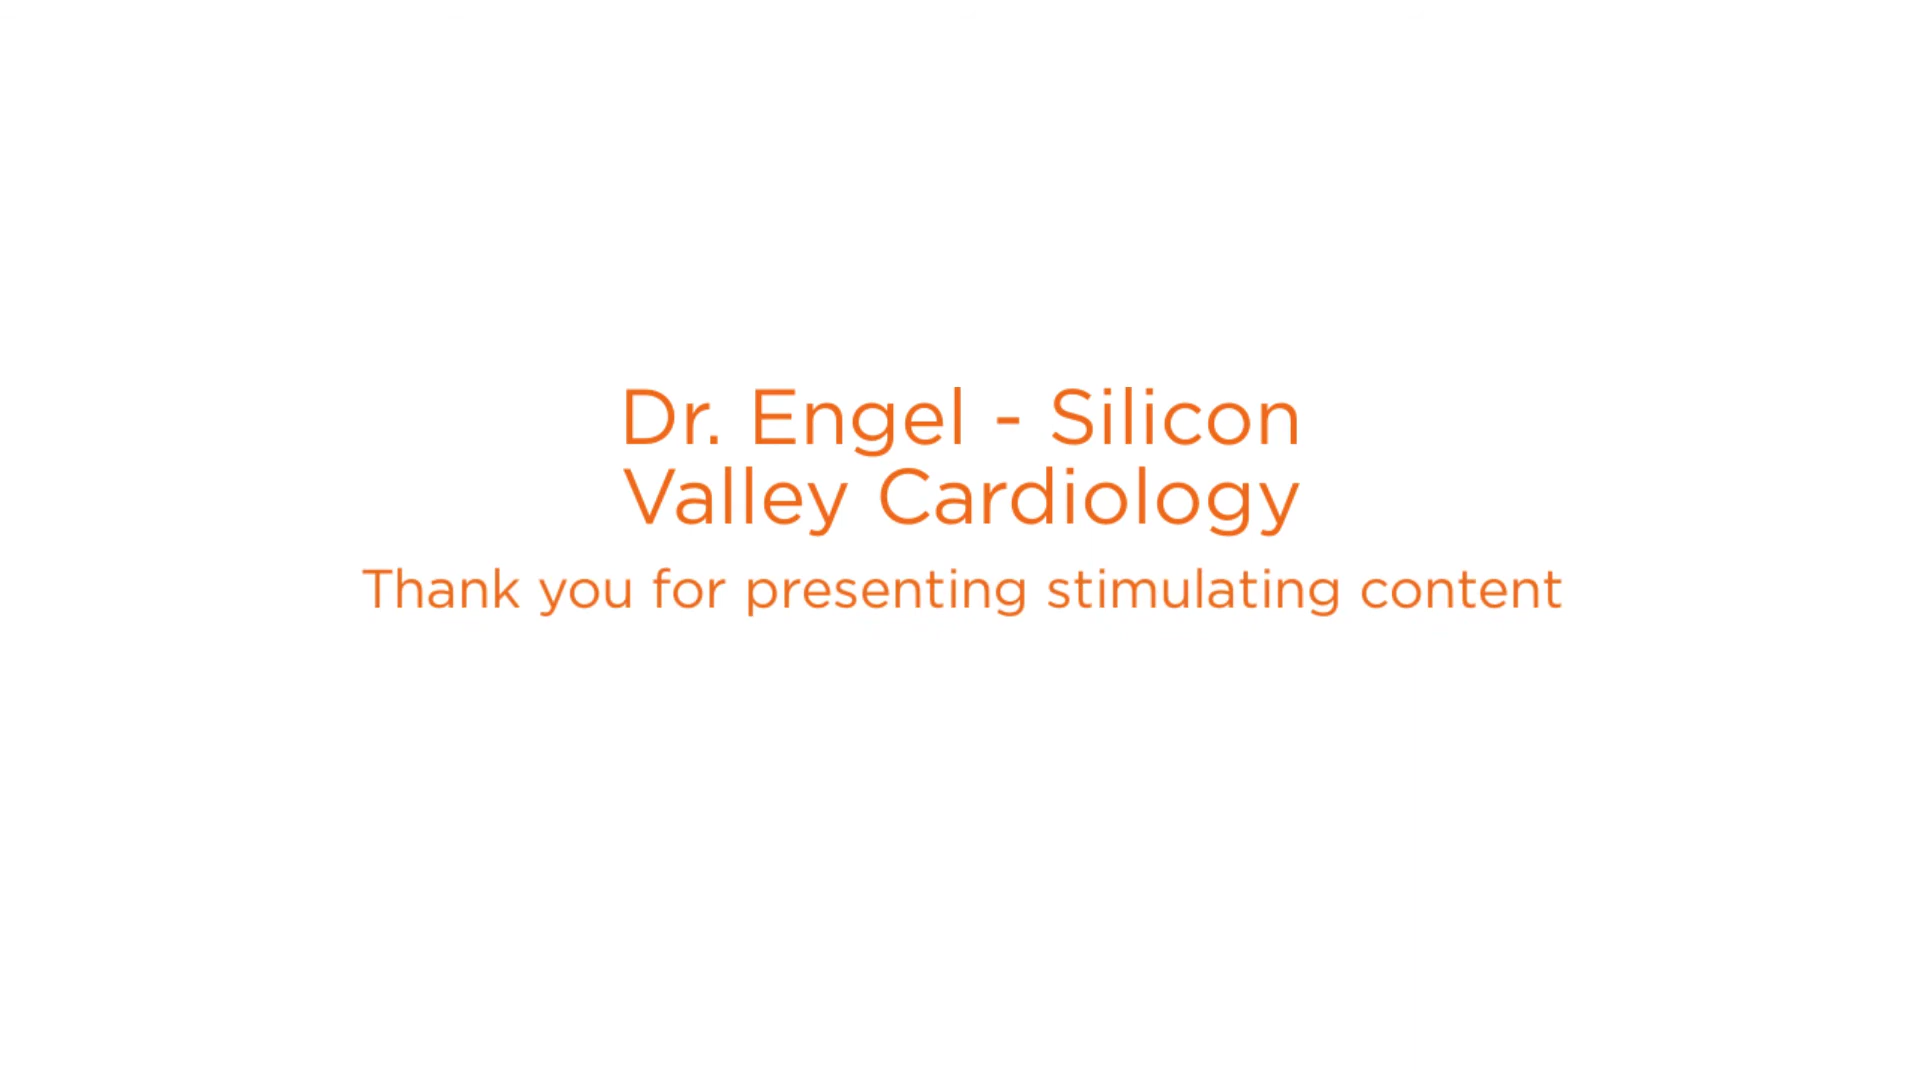 Dr. Engel - Silicon
Valley Cardiology
Thank you for presenting stimulating content